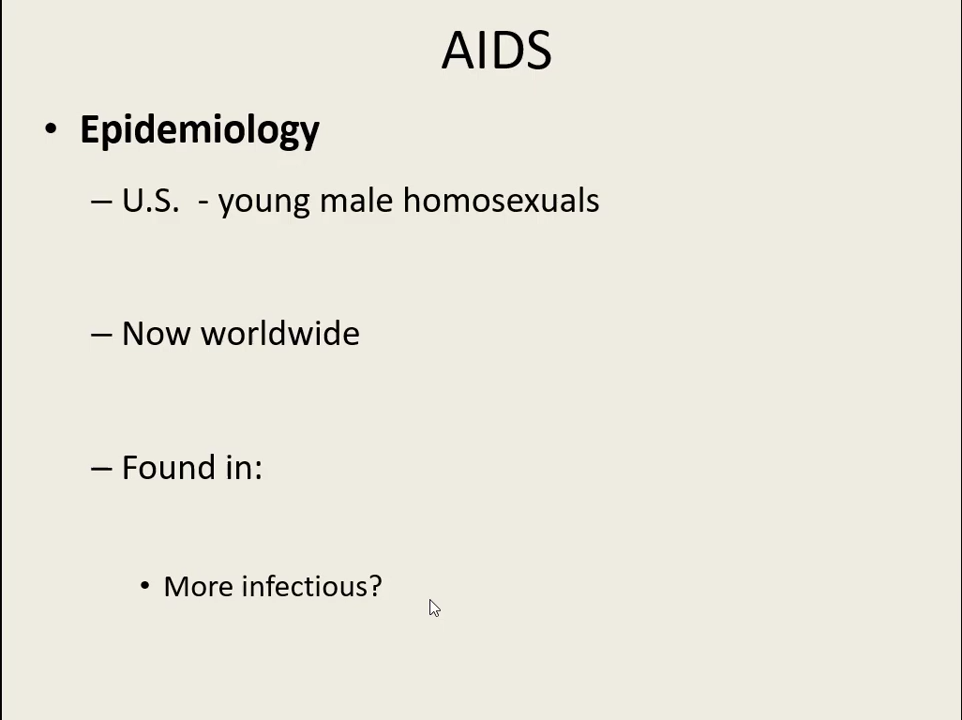 AIDS
• Epidemiology
– U.S.  - young male homosexuals
– Now worldwide
– Found in:
• More infectious?